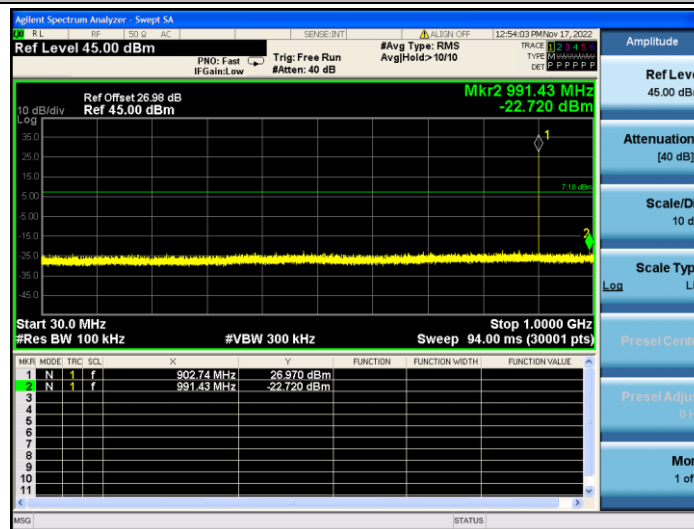 Agilent Spectrum Analyzer - Swept SA
RL RF 50 Ω AC SENSE:INT ALIGN OFF 12:54:03 PM Nov 17, 2022
Ref Level 45.00 dBm
PNO: Fast
IFGain:Low
Trig: Free Run
#Atten: 40 dB
#Avg Type: RMS
Avg|Hold:> 10/10
TRACE 1 2 3 4 5 6
TYPE M
DET P P P P P P
Ref Offset 26.98 dB
10 dB/div Ref 45.00 dBm
Log
Mkr2 991.43 MHz
-22.720 dBm
35.0
25.0
15.0
5.00
-5.00
-15.0
-25.0
-35.0
-45.0
1
7.18 dBm
2
Start 30.0 MHz Stop 1.0000 GHz
#Res BW 100 kHz #VBW 300 kHz Sweep 94.00 ms (30001 pts)
MKR MODE TRC SCL X Y FUNCTION FUNCTION WIDTH FUNCTION VALUE
1 N 1 f 902.74 MHz 26.970 dBm
2 N 1 f 991.43 MHz -22.720 dBm
3
4
5
6
7
8
9
10
11
MSG STATUS
Amplitude
Ref Leve
45.00 dBm
Attenuation
[40 dB]
Scale/Di
10 d
Scale Typ
Log Li
Presel Cente
Presel Adjus
0 H
Mor
1 of